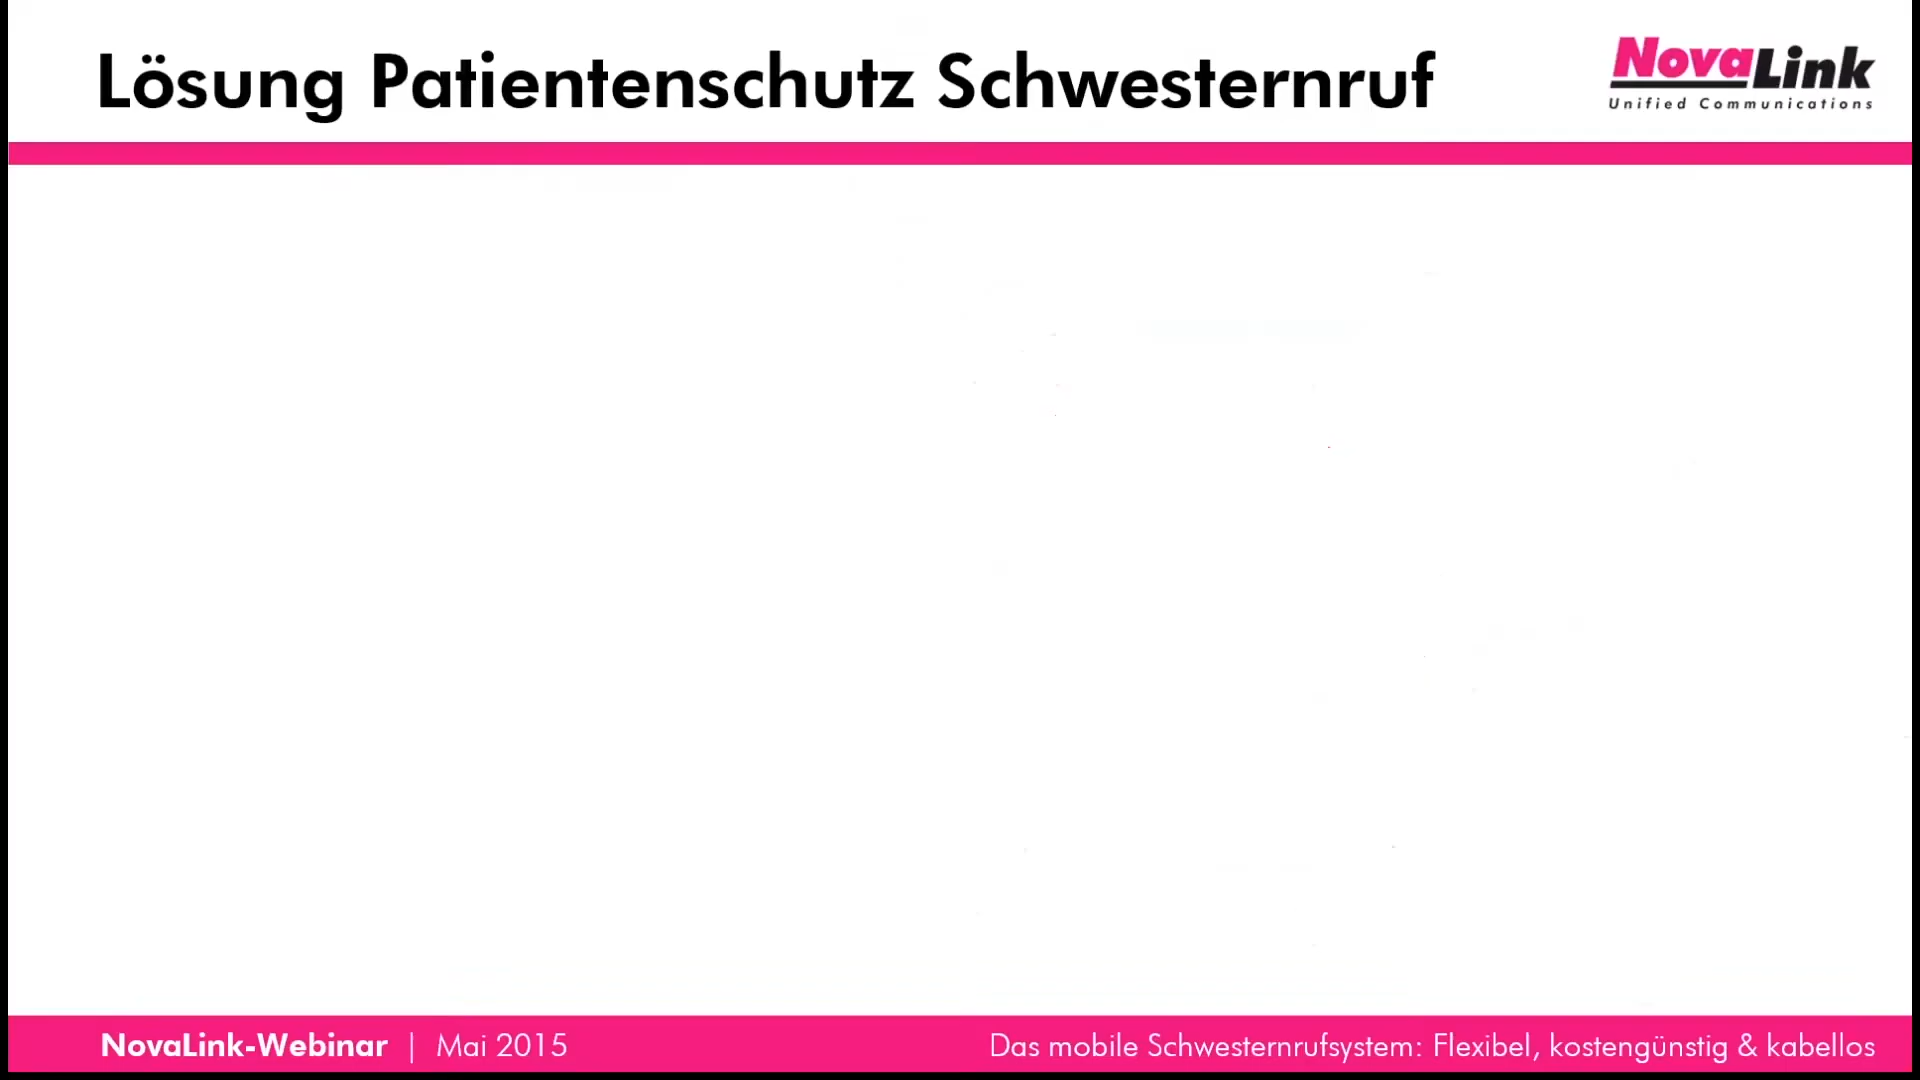 Lösung Patientenschutz Schwesternruf
NovaLink
Unified Communications
NovaLink-Webinar | Mai 2015
Das mobile Schwesternrufsystem: Flexibel, kostengünstig & kabellos